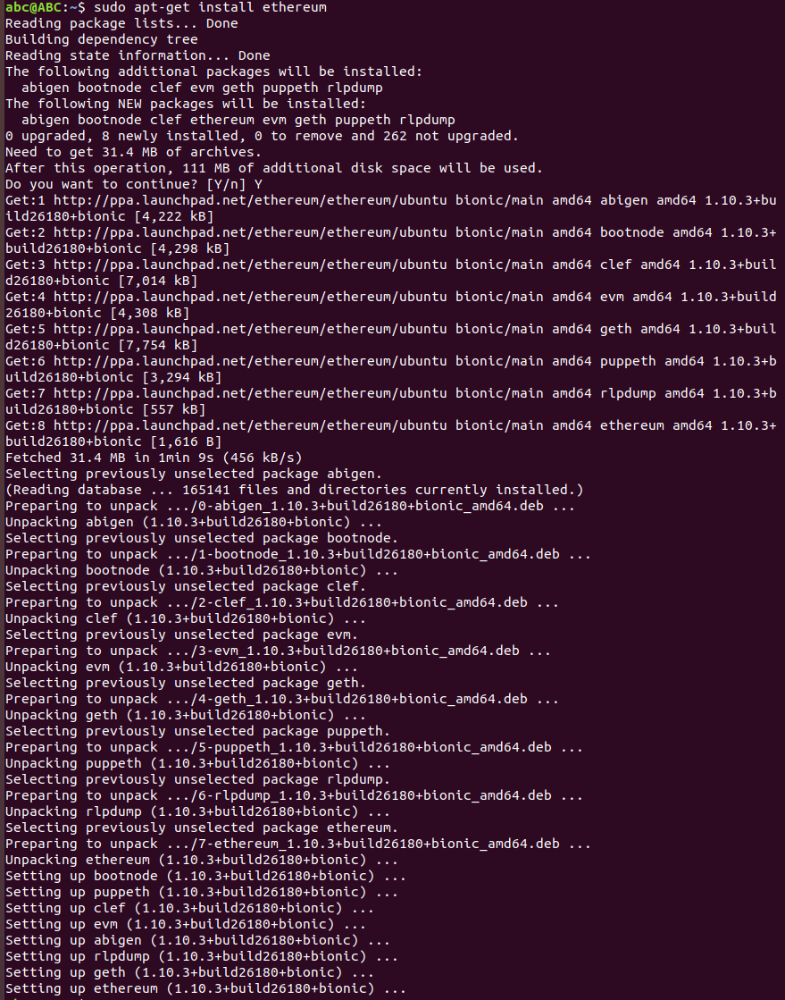 abc@ABC:~$ sudo apt-get install ethereum
Reading package lists... Done
Building dependency tree
Reading state information... Done
The following additional packages will be installed:
  abigen bootnode clef evm geth puppeth rlpdump
The following NEW packages will be installed:
  abigen bootnode clef ethereum evm geth puppeth rlpdump
0 upgraded, 8 newly installed, 0 to remove and 262 not upgraded.
Need to get 31.4 MB of archives.
After this operation, 111 MB of additional disk space will be used.
Do you want to continue? [Y/n] Y
Get:1 http://ppa.launchpad.net/ethereum/ethereum/ubuntu bionic/main amd64 abigen amd64 1.10.3+bu
ild26180+bionic [4,222 kB]
Get:2 http://ppa.launchpad.net/ethereum/ethereum/ubuntu bionic/main amd64 bootnode amd64 1.10.3+
build26180+bionic [4,298 kB]
Get:3 http://ppa.launchpad.net/ethereum/ethereum/ubuntu bionic/main amd64 clef amd64 1.10.3+buil
d26180+bionic [7,014 kB]
Get:4 http://ppa.launchpad.net/ethereum/ethereum/ubuntu bionic/main amd64 evm amd64 1.10.3+build
26180+bionic [4,308 kB]
Get:5 http://ppa.launchpad.net/ethereum/ethereum/ubuntu bionic/main amd64 geth amd64 1.10.3+buil
d26180+bionic [7,754 kB]
Get:6 http://ppa.launchpad.net/ethereum/ethereum/ubuntu bionic/main amd64 puppeth amd64 1.10.3+b
uild26180+bionic [3,294 kB]
Get:7 http://ppa.launchpad.net/ethereum/ethereum/ubuntu bionic/main amd64 rlpdump amd64 1.10.3+b
uild26180+bionic [557 kB]
Get:8 http://ppa.launchpad.net/ethereum/ethereum/ubuntu bionic/main amd64 ethereum amd64 1.10.3+
build26180+bionic [1,616 B]
Fetched 31.4 MB in 1min 9s (456 kB/s)
Selecting previously unselected package abigen.
(Reading database ... 165141 files and directories currently installed.)
Preparing to unpack .../0-abigen_1.10.3+build26180+bionic_amd64.deb ...
Unpacking abigen (1.10.3+build26180+bionic) ...
Selecting previously unselected package bootnode.
Preparing to unpack .../1-bootnode_1.10.3+build26180+bionic_amd64.deb ...
Unpacking bootnode (1.10.3+build26180+bionic) ...
Selecting previously unselected package clef.
Preparing to unpack .../2-clef_1.10.3+build26180+bionic_amd64.deb ...
Unpacking clef (1.10.3+build26180+bionic) ...
Selecting previously unselected package evm.
Preparing to unpack .../3-evm_1.10.3+build26180+bionic_amd64.deb ...
Unpacking evm (1.10.3+build26180+bionic) ...
Selecting previously unselected package geth.
Preparing to unpack .../4-geth_1.10.3+build26180+bionic_amd64.deb ...
Unpacking geth (1.10.3+build26180+bionic) ...
Selecting previously unselected package puppeth.
Preparing to unpack .../5-puppeth_1.10.3+build26180+bionic_amd64.deb ...
Unpacking puppeth (1.10.3+build26180+bionic) ...
Selecting previously unselected package rlpdump.
Preparing to unpack .../6-rlpdump_1.10.3+build26180+bionic_amd64.deb ...
Unpacking rlpdump (1.10.3+build26180+bionic) ...
Selecting previously unselected package ethereum.
Preparing to unpack .../7-ethereum_1.10.3+build26180+bionic_amd64.deb ...
Unpacking ethereum (1.10.3+build26180+bionic) ...
Setting up bootnode (1.10.3+build26180+bionic) ...
Setting up puppeth (1.10.3+build26180+bionic) ...
Setting up clef (1.10.3+build26180+bionic) ...
Setting up evm (1.10.3+build26180+bionic) ...
Setting up abigen (1.10.3+build26180+bionic) ...
Setting up rlpdump (1.10.3+build26180+bionic) ...
Setting up geth (1.10.3+build26180+bionic) ...
Setting up ethereum (1.10.3+build26180+bionic) ...